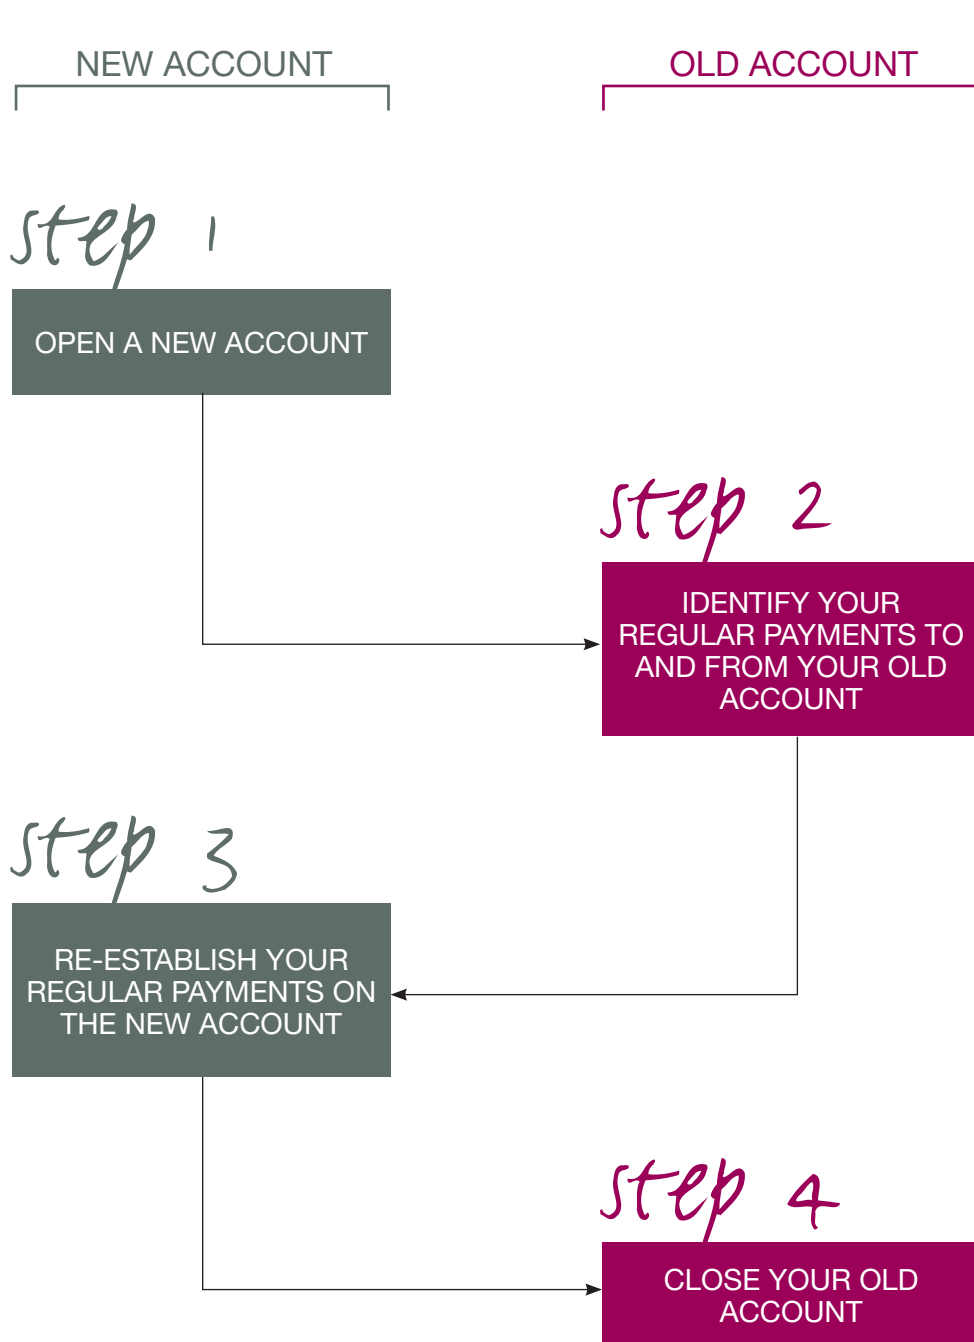 NEW ACCOUNT
OLD ACCOUNT
step 1
OPEN A NEW ACCOUNT
step 2
IDENTIFY YOUR
REGULAR PAYMENTS TO
AND FROM YOUR OLD
ACCOUNT
step 3
RE-ESTABLISH YOUR
REGULAR PAYMENTS ON
THE NEW ACCOUNT
step 4
CLOSE YOUR OLD
ACCOUNT